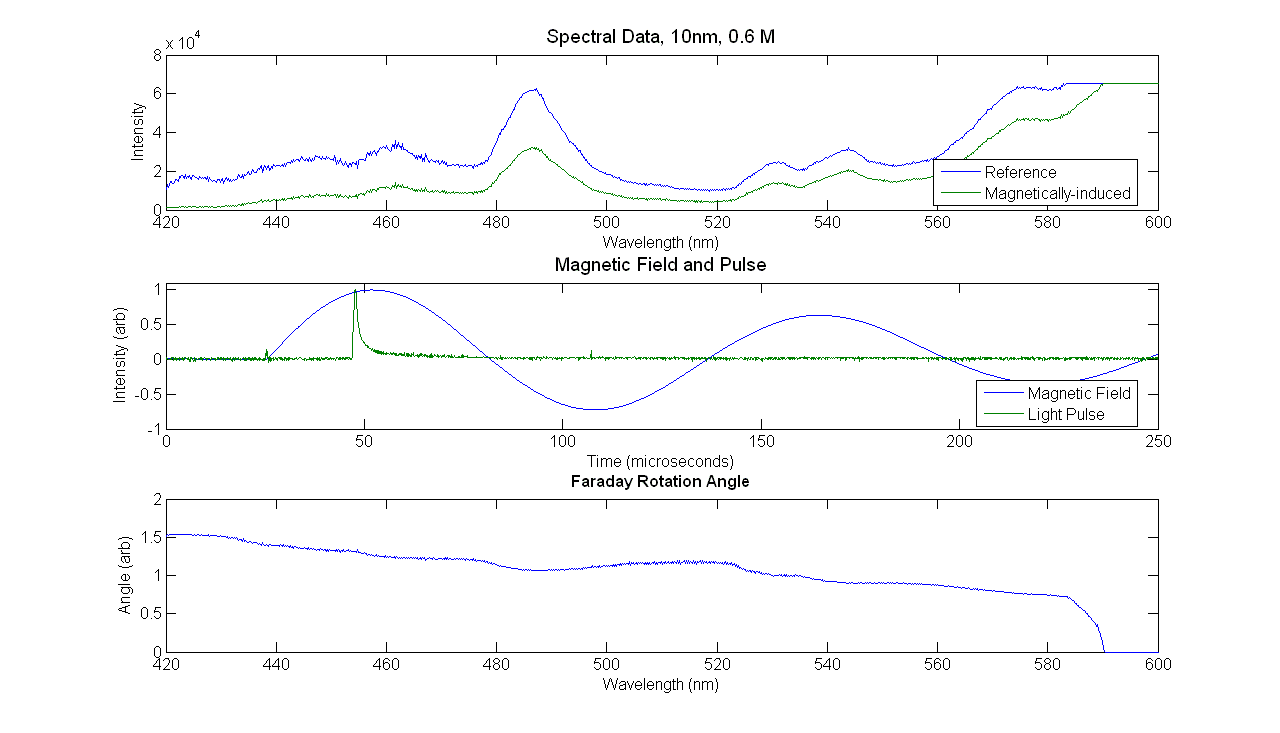 Spectral Data, 10nm, 0.6 M
x 10^4
8
6
4
2
0
Intensity
420 440 460 480 500 520 540 560 580 600
Wavelength (nm)
Reference
Magnetically-induced
Magnetic Field and Pulse
1
0.5
0
-0.5
-1
Intensity (arb)
0 50 100 150 200 250
Time (microseconds)
Magnetic Field
Light Pulse
Faraday Rotation Angle
2
1.5
1
0.5
0
Angle (arb)
420 440 460 480 500 520 540 560 580 600
Wavelength (nm)